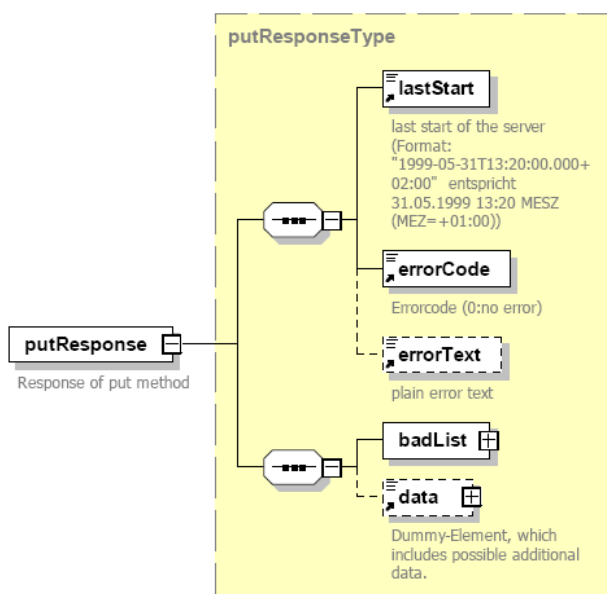 putResponseType
lastStart
last start of the server
(Format:
"1999-05-31T13:20:00.000+
02:00" entspricht
31.05.1999 13:20 MESZ
(MEZ=+01:00))
errorCode
Errorcode (0:no error)
errorText
plain error text
putResponse
Response of put method
badList
data
Dummy-Element, which
includes possible additional
data.